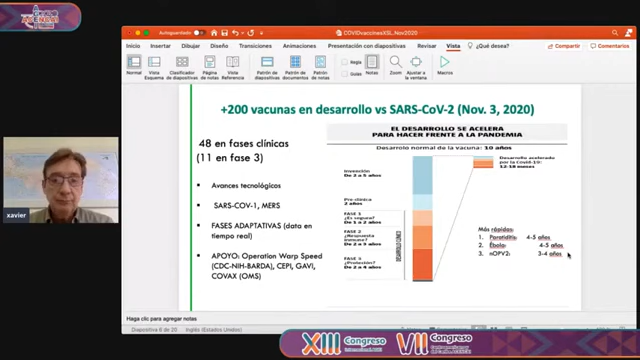 Autoguardado
COVIDvaccinesXSL_Nov2020
Inicio Insertar Dibujar Diseño Transiciones Animaciones Presentación con diapositivas Revisar Vista ¿Qué desea? Compartir Comentarios
Normal
Vista
Esquema
Clasificador de
diapositivas
Página
de notas
Patrón de
diapositivas
Patrón de
documentos
Patrón
de notas
Regla
Guías
Notas
Zoom
Ajustar a
la ventana
Macros
+200 vacunas en desarrollo vs SARS-CoV-2 (Nov. 3, 2020)
48 en fases clínicas
(11 en fase 3)
• Avances tecnológicos
• SARS-COV-1, MERS
• FASES ADAPTATIVAS (data en
tiempo real)
• APOYO: Operation Warp Speed
(CDC-NIH-BARDA), CEPI, GAVI,
COVAX (OMS)
EL DESARROLLO SE ACELERA
PARA HACER FRENTE A LA PANDEMIA
Desarrollo normal de la vacuna: 10 años
Invención
De 2 a 5 años
Pre-clínica
2 años
FASE 1
¿Es segura?
De 1 a 2 años
FASE 2
¿Respuesta
inmune?
De 2 a 3 años
FASE 3
¿Protección?
De 2 a 4 años
DESARROLLO CLÍNICO
Desarrollo acelerado
por la Covid-19:
12-18 meses
Más rápidos:
1. Parotiditis: 4-5 años
2. Ébola: 4-5 años
3. nOPV2: 3-4 años
xavier
Haga clic para agregar notas
Diapositiva 6 de 20 Inglés (Estados Unidos)
XIII Congreso
VII Congreso